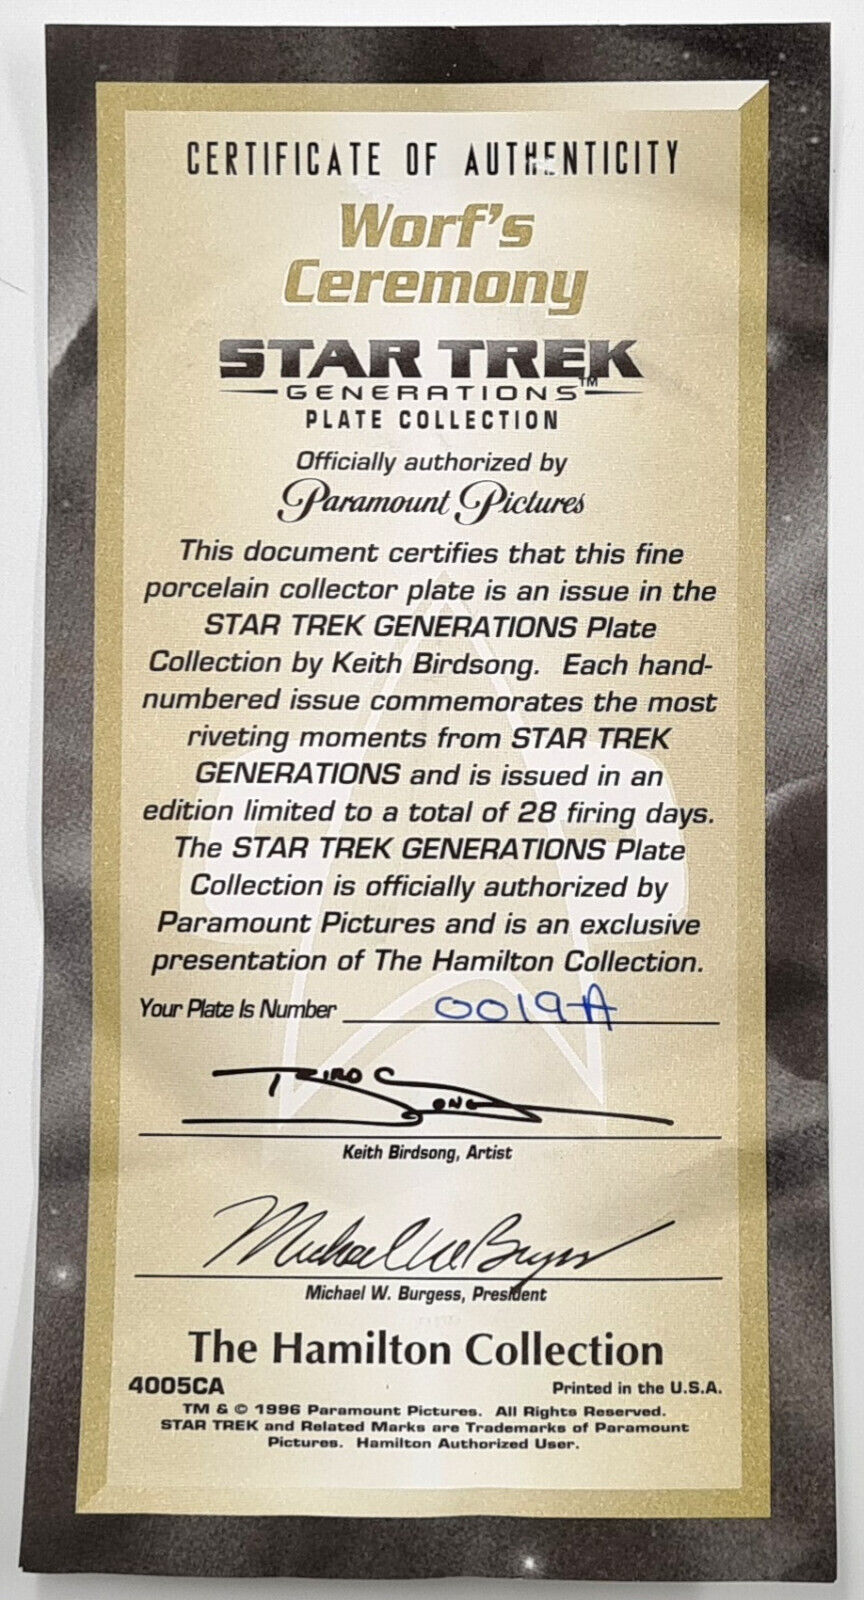 CERTIFICATE OF AUTHENTICITY
Worf's
Ceremony
STAR TREK
GENERATIONS™
PLATE COLLECTION
Officially authorized by
Paramount Pictures
This document certifies that this fine
porcelain collector plate is an issue in the
STAR TREK GENERATIONS Plate
Collection by Keith Birdsong. Each hand-
numbered issue commemorates the most
riveting moments from STAR TREK
GENERATIONS and is issued in an
edition limited to a total of 28 firing days.
The STAR TREK GENERATIONS Plate
Collection is officially authorized by
Paramount Pictures and is an exclusive
presentation of The Hamilton Collection.
Your Plate Is Number 0019A
Keith Birdsong, Artist
Michael W Burgess
Michael W. Burgess, President
The Hamilton Collection
4005CA Printed in the U.S.A.
TM & © 1996 Paramount Pictures. All Rights Reserved.
STAR TREK and Related Marks are Trademarks of Paramount
Pictures. Hamilton Authorized User.